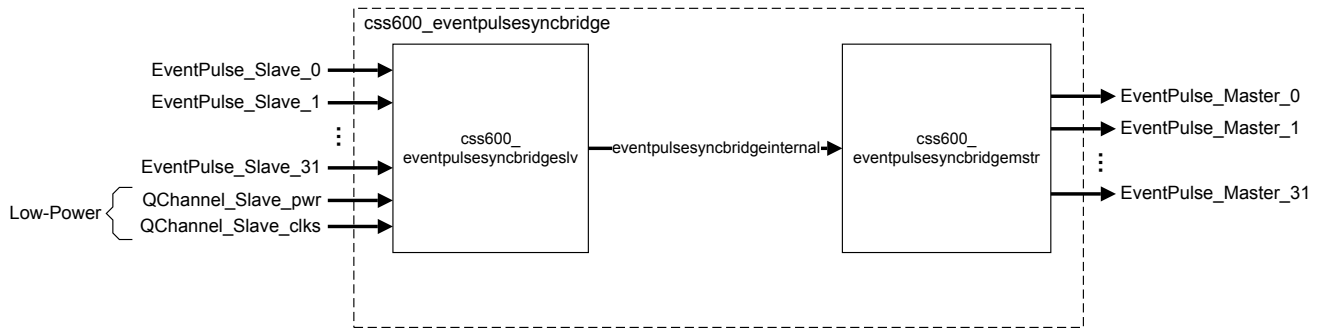 css600_eventpulsesyncbridge
EventPulse_Slave_0
EventPulse_Slave_1
...
EventPulse_Slave_31
Low-Power
QChannel_Slave_pwr
QChannel_Slave_clks
css600_
eventpulsesyncbridgeslv
eventpulsesyncbridgeinternal
css600_
eventpulsesyncbridgemstr
EventPulse_Master_0
EventPulse_Master_1
...
EventPulse_Master_31